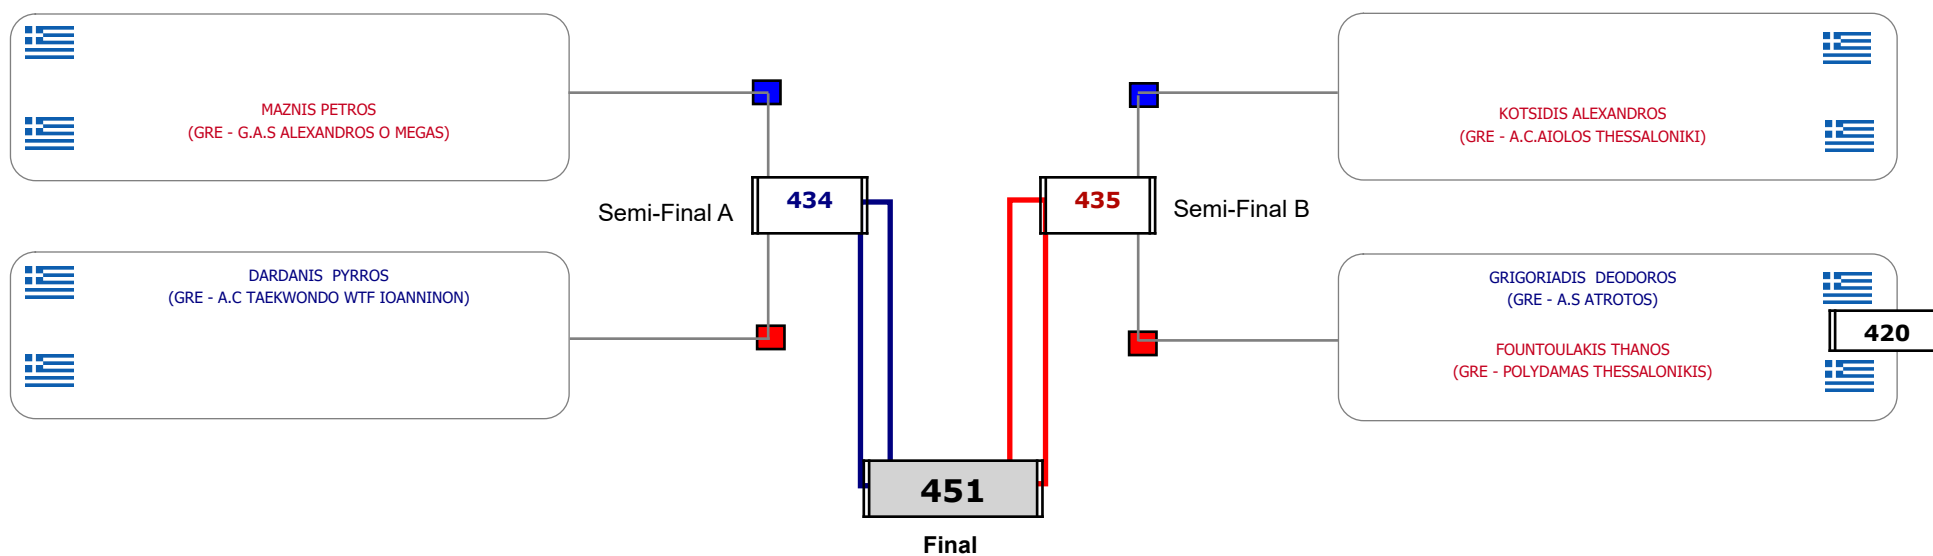 MAZNIS PETROS
(GRE - G.A.S ALEXANDROS O MEGAS)
KOTSIDIS ALEXANDROS
(GRE - A.C.AIOLOS THESSALONIKI)
Semi-Final A
434
435
Semi-Final B
DARDANIS PYRROS
(GRE - A.C TAEKWONDO WTF IOANNINON)
GRIGORIADIS DEODOROS
(GRE - A.S ATROTOS)
420
FOUNTOULAKIS THANOS
(GRE - POLYDAMAS THESSALONIKIS)
451
Final